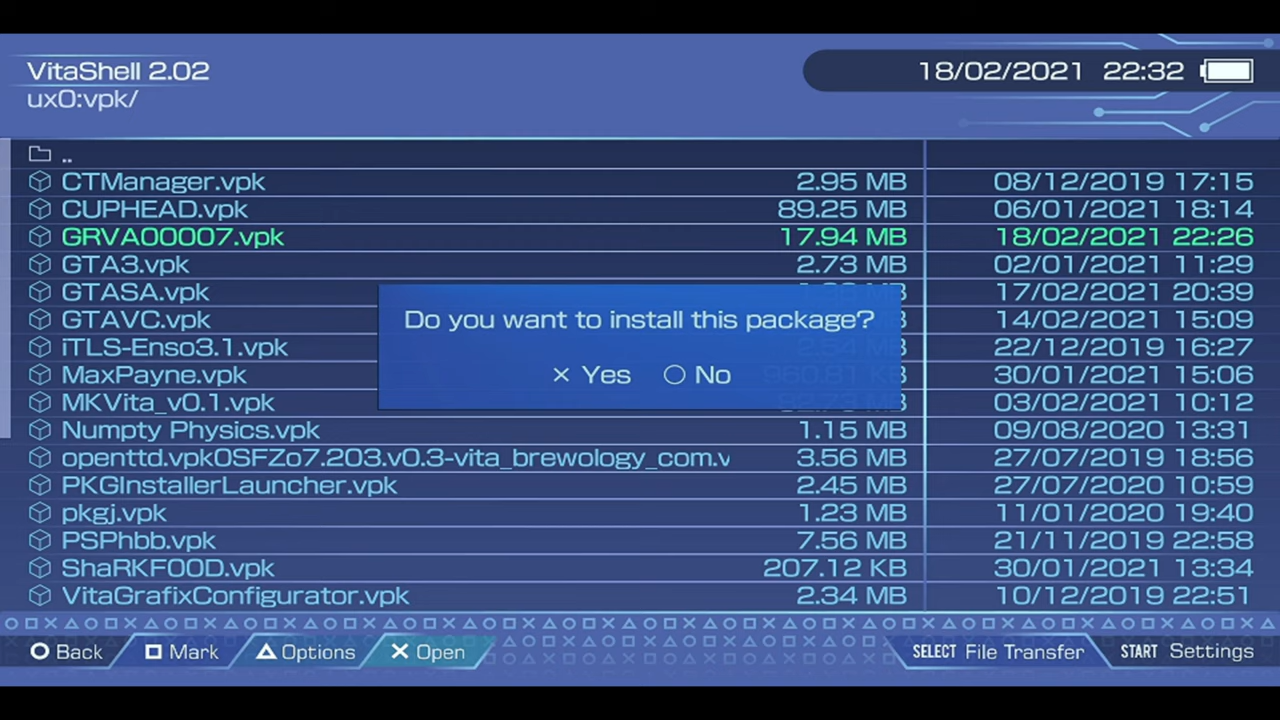 VitaShell 2.02
18/02/2021 22:32
ux0:vpk/
..
CTManager.vpk 2.95 MB 08/12/2019 17:15
CUPHEAD.vpk 89.25 MB 06/01/2021 18:14
GRVA00007.vpk 17.94 MB 18/02/2021 22:26
GTA3.vpk 2.73 MB 02/01/2021 11:29
GTASA.vpk 17/02/2021 20:39
GTAVC.vpk 14/02/2021 15:09
iTLS-Enso3.1.vpk 22/12/2019 16:27
MaxPayne.vpk 960.81 KB 30/01/2021 15:06
MKVita_v0.1.vpk 03/02/2021 10:12
Numpty Physics.vpk 1.15 MB 09/08/2020 13:31
openttd.vpk0SFZo7.203.v0.3-vita_brewology_com.v 3.56 MB 27/07/2019 18:56
PKGInstallerLauncher.vpk 2.45 MB 27/07/2020 10:59
pkgj.vpk 1.23 MB 11/01/2020 19:40
PSPhbb.vpk 7.56 MB 21/11/2019 22:58
ShaRKF00D.vpk 207.12 KB 30/01/2021 13:34
VitaGrafixConfigurator.vpk 2.34 MB 10/12/2019 22:51
Do you want to install this package?
Yes No
Back Mark Options Open SELECT File Transfer START Settings